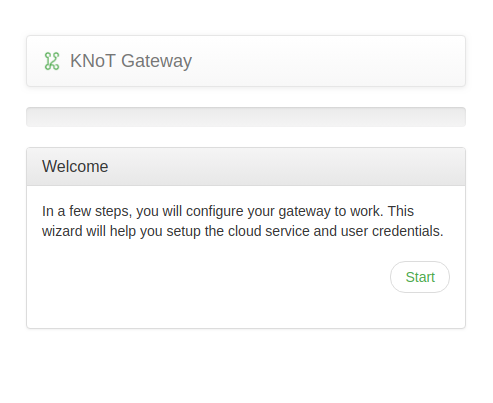 KNoT Gateway
Welcome
In a few steps, you will configure your gateway to work. This
wizard will help you setup the cloud service and user credentials.
Start